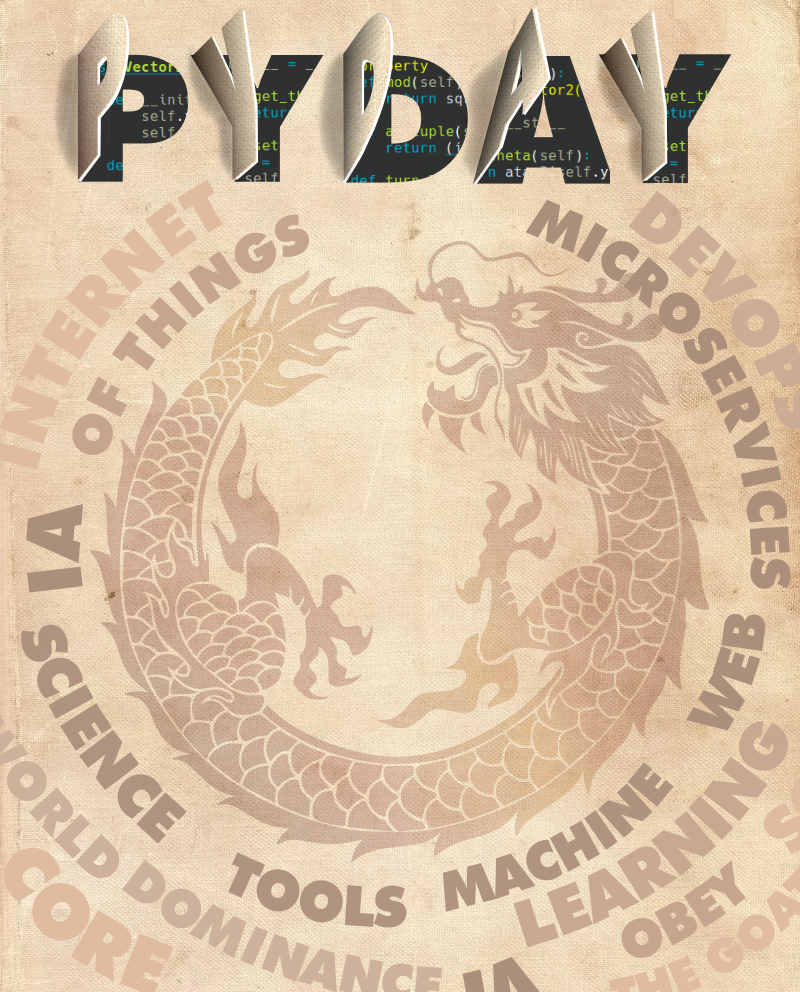 PYDAY
INTERNET
OF THINGS
MICROSERVICES
DEVOPS
IA
SCIENCE
WEB
MACHINE
LEARNING
TOOLS
WORLD DOMINANCE
CORE
OBEY
THE GOAT
IA